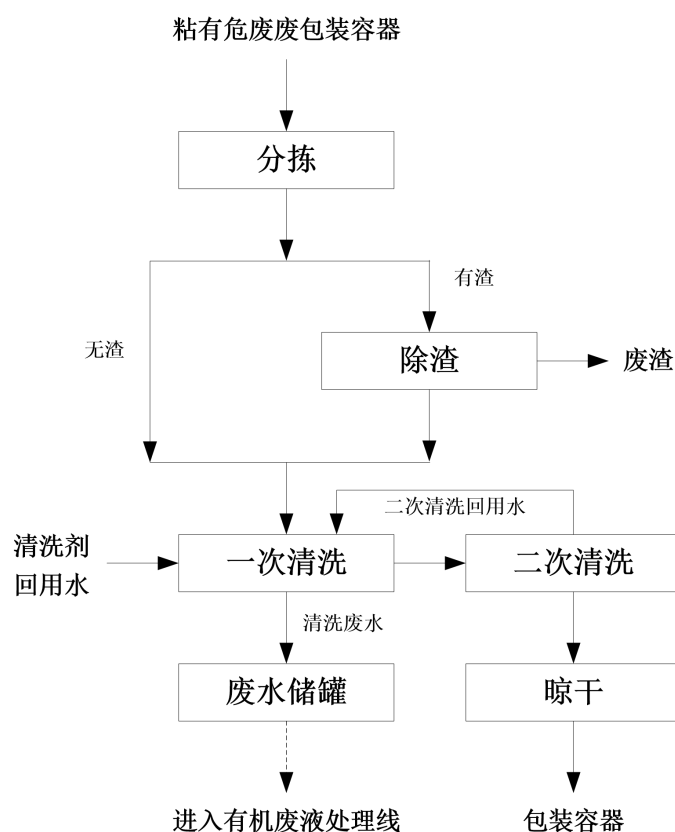 粘有危废废包装容器
分拣
有渣
无渣
除渣
废渣
二次清洗回用水
清洗剂
回用水
一次清洗
二次清洗
清洗废水
废水储罐
晾干
进入有机废液处理线
包装容器